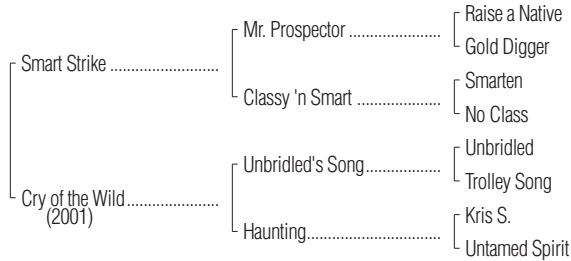 Raise a Native
Mr. Prospector ....................
Gold Digger
Smart Strike ........................
Smarten
Classy 'n Smart ..................
No Class
Unbridled
Unbridled's Song................
Trolley Song
Cry of the Wild....................
(2001)
Kris S.
Haunting.............................
Untamed Spirit